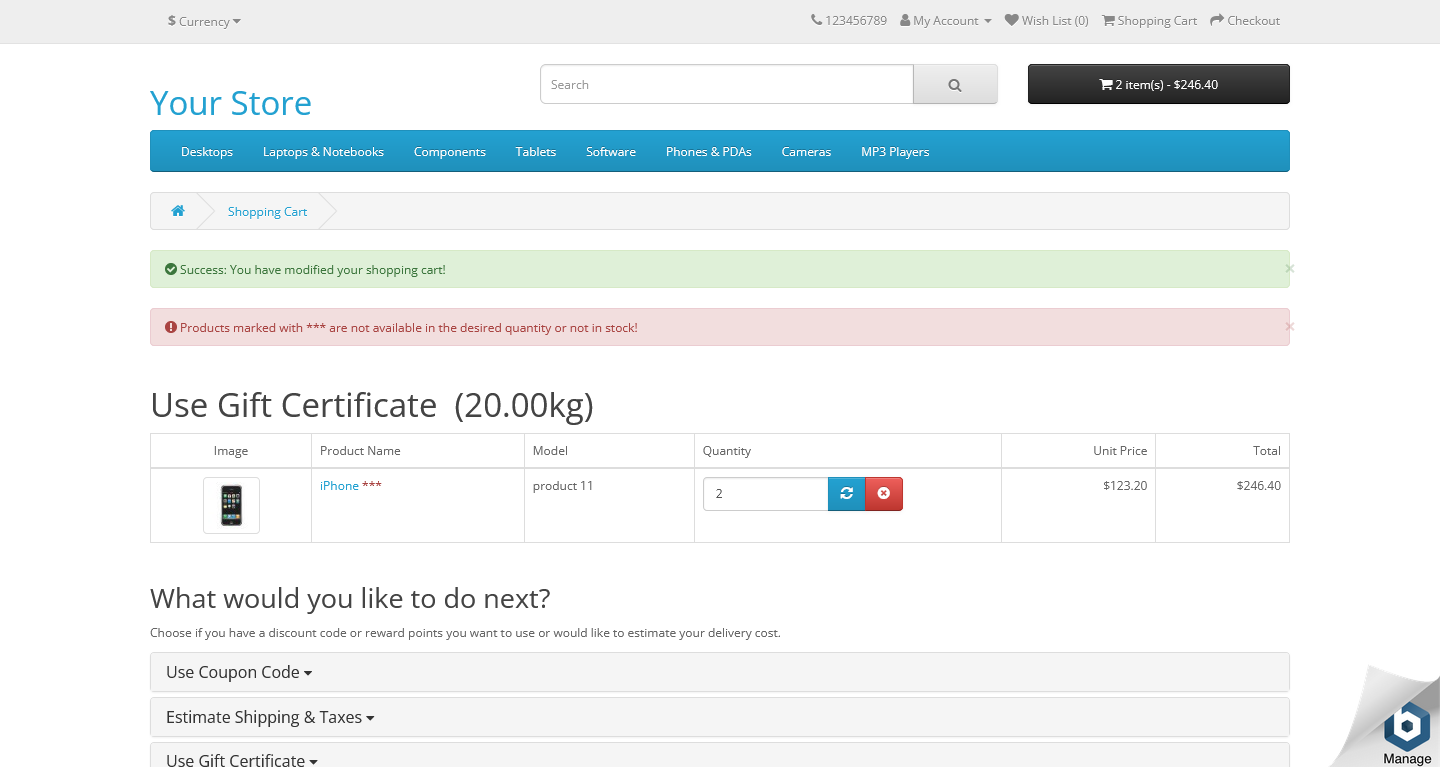 $ Currency
123456789 My Account Wish List (0) Shopping Cart Checkout
Your Store
Search
2 item(s) - $246.40
Desktops Laptops & Notebooks Components Tablets Software Phones & PDAs Cameras MP3 Players
Shopping Cart
Success: You have modified your shopping cart! ×
Products marked with *** are not available in the desired quantity or not in stock! ×
Use Gift Certificate (20.00kg)
Image Product Name Model Quantity Unit Price Total
iPhone *** product 11 2 $123.20 $246.40
What would you like to do next?
Choose if you have a discount code or reward points you want to use or would like to estimate your delivery cost.
Use Coupon Code
Estimate Shipping & Taxes
Use Gift Certificate
Manage